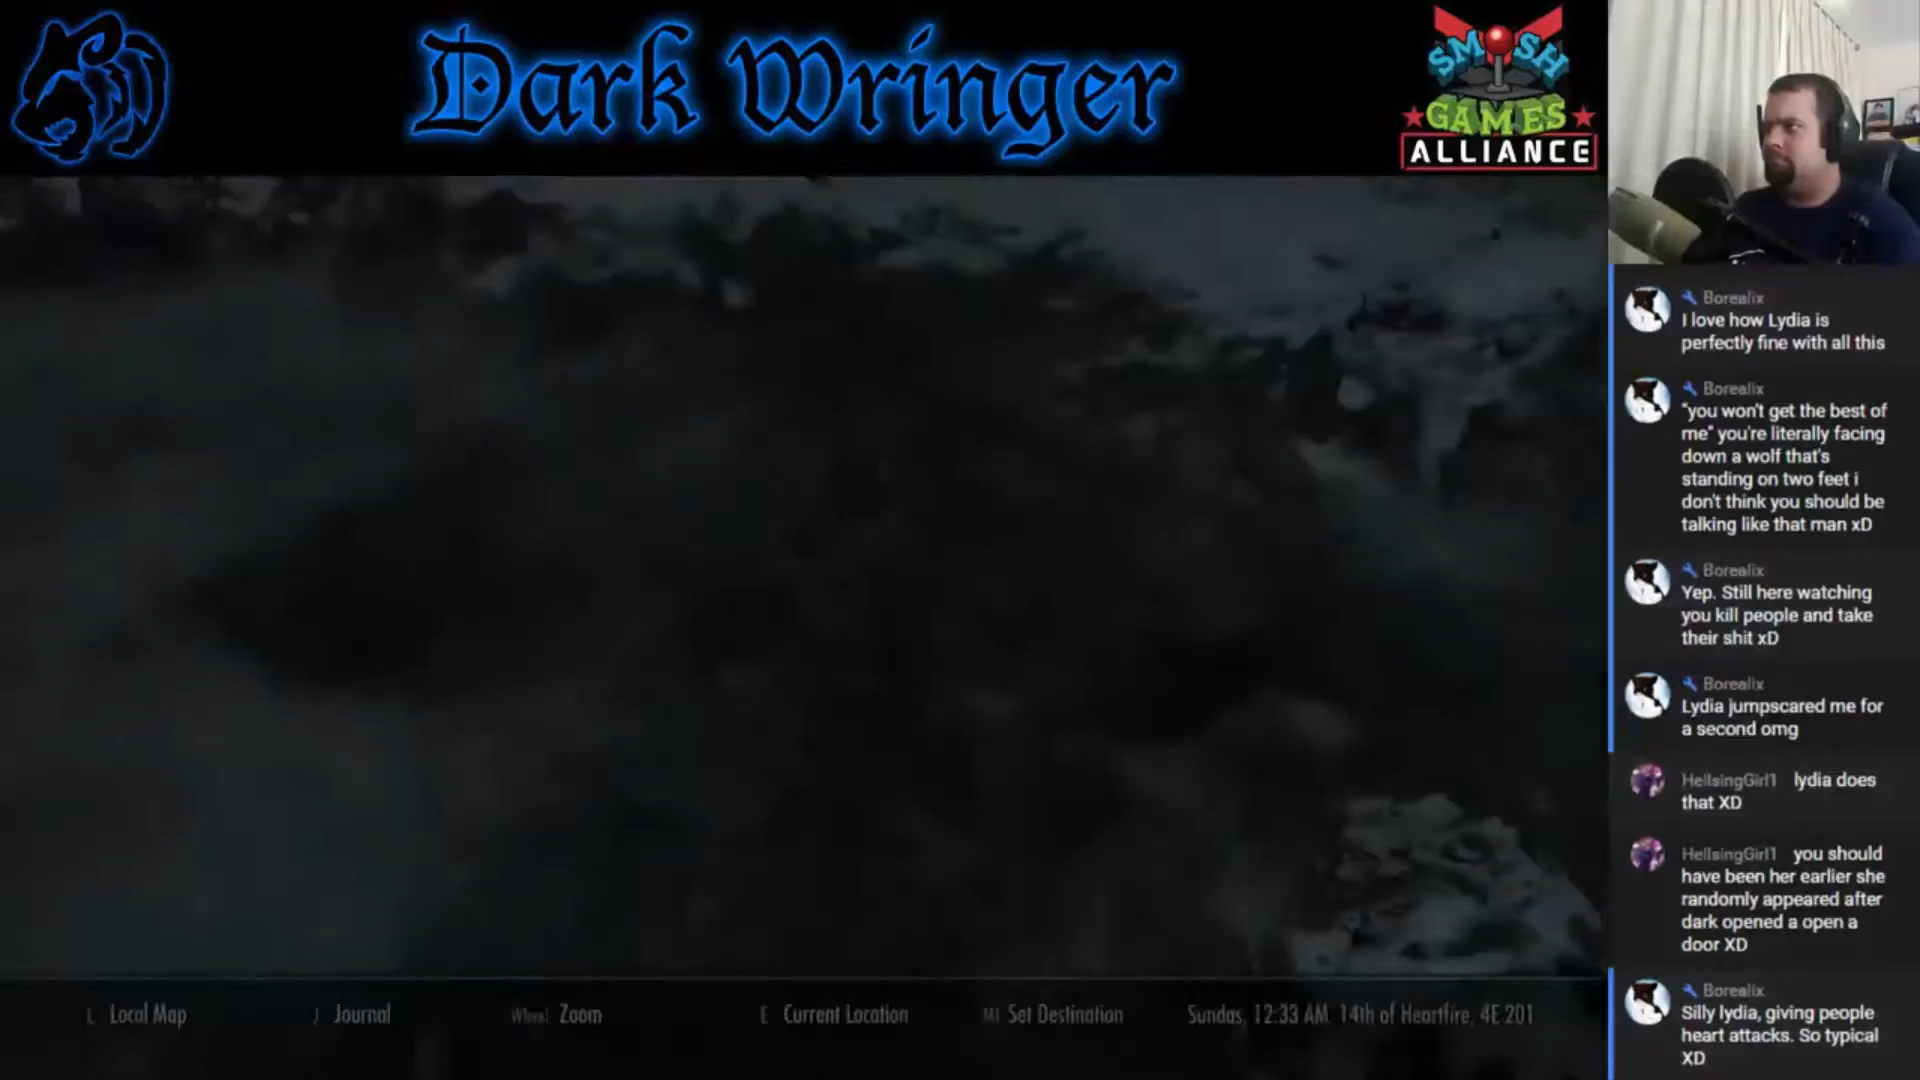 Dark Wringer
SMASH
GAMES
ALLIANCE
Borealix
I love how Lydia is
perfectly fine with all this
Borealix
"you won't get the best of
me" you're literally facing
down a wolf that's
standing on two feet i
don't think you should be
talking like that man xD
Borealix
Yep. Still here watching
you kill people and take
their shit xD
Borealix
Lydia jumpscared me for
a second omg
HellsingGirl1 lydia does
that XD
HellsingGirl1 you should
have been her earlier she
randomly appeared after
dark opened a open a
door XD
Borealix
Silly lydia, giving people
heart attacks. So typical
XD
L Local Map J Journal Wheel Zoom E Current Location M1 Set Destination Sundas, 12:33 AM 14th of Heartfire, 4E 201